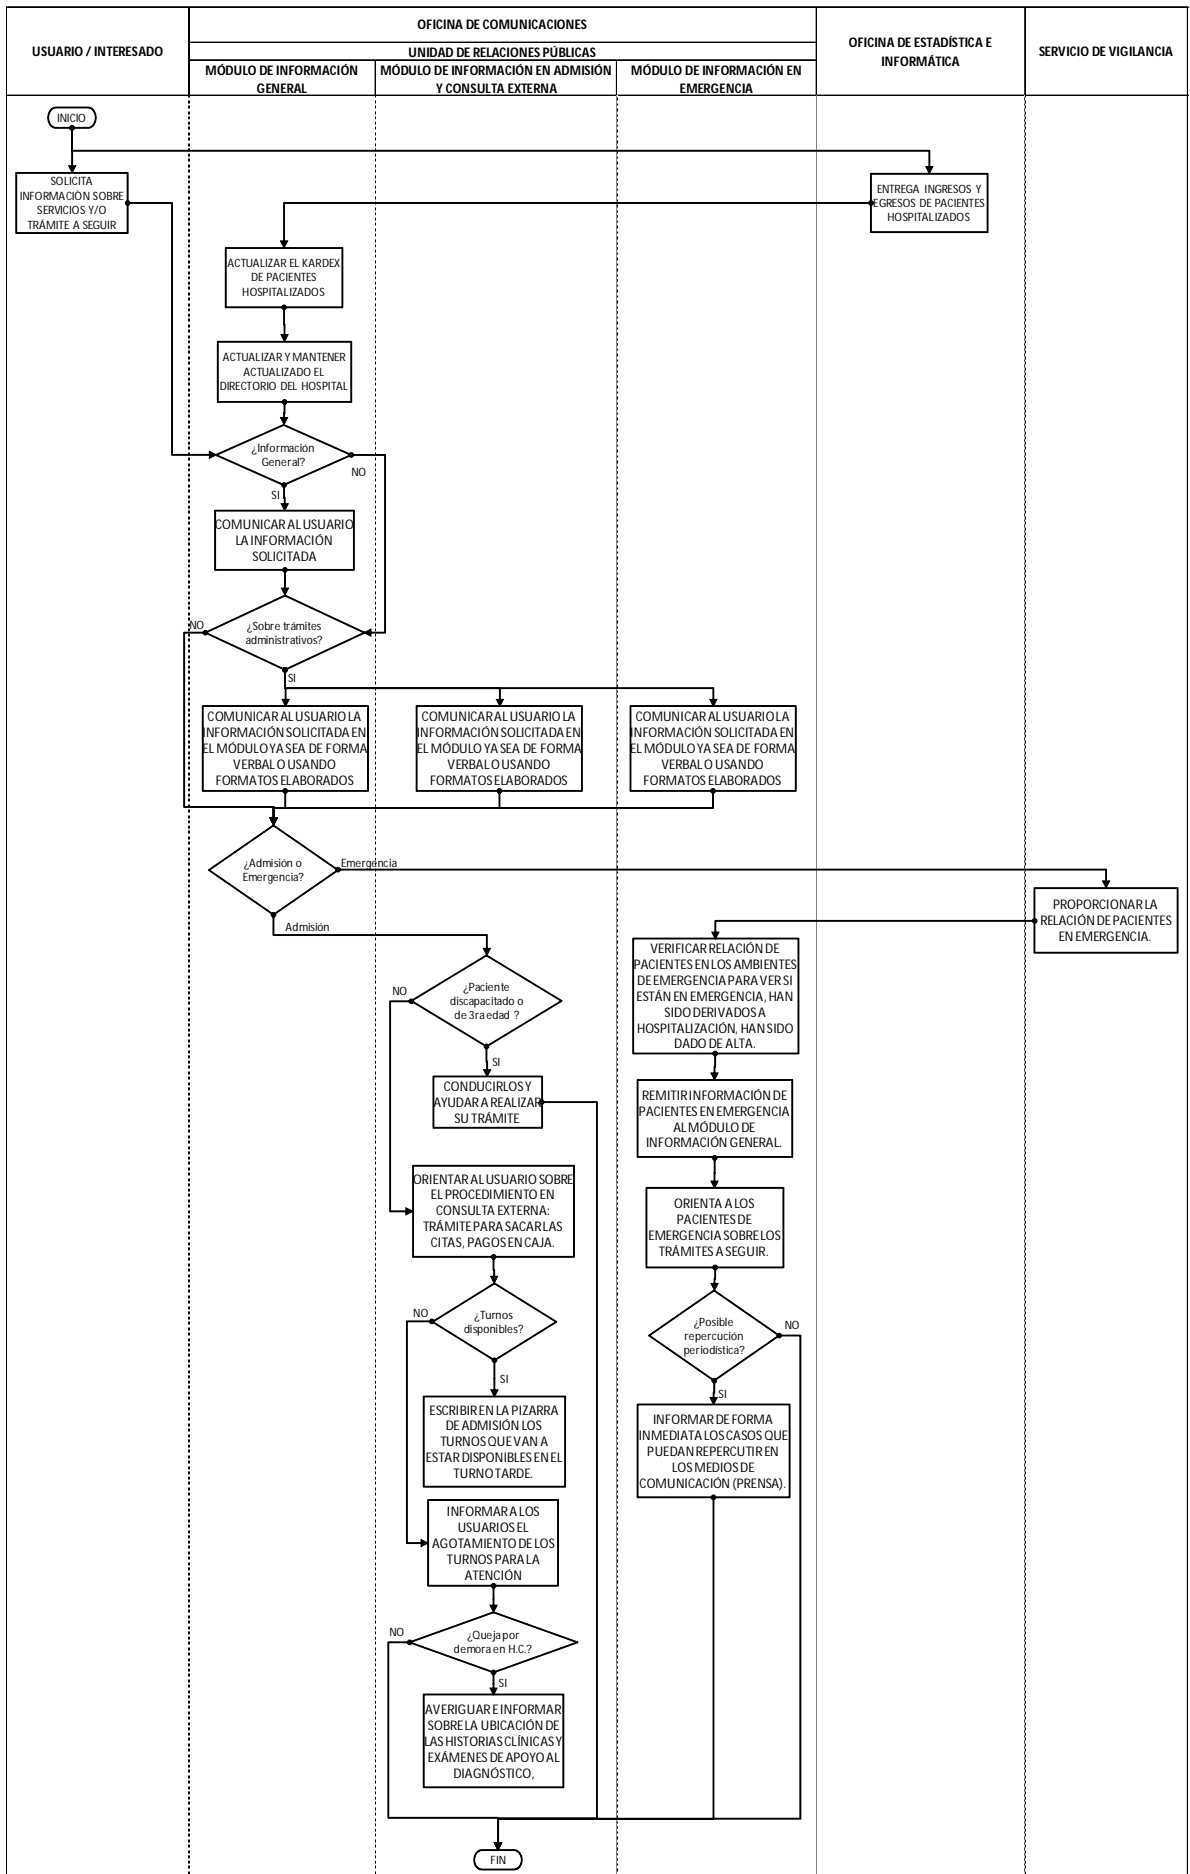 OFICINA DE COMUNICACIONES
USUARIO / INTERESADO
UNIDAD DE RELACIONES PÚBLICAS
OFICINA DE ESTADÍSTICA E
INFORMÁTICA
SERVICIO DE VIGILANCIA
MÓDULO DE INFORMACIÓN
GENERAL
MÓDULO DE INFORMACIÓN EN ADMISIÓN
Y CONSULTA EXTERNA
MÓDULO DE INFORMACIÓN EN
EMERGENCIA
INICIO
SOLICITA
INFORMACIÓN SOBRE
SERVICIOS Y/O
TRÁMITE A SEGUIR
ENTREGA INGRESOS Y
EGRESOS DE PACIENTES
HOSPITALIZADOS
ACTUALIZAR EL KARDEX
DE PACIENTES
HOSPITALIZADOS
ACTUALIZAR Y MANTENER
ACTUALIZADO EL
DIRECTORIO DEL HOSPITAL
¿Información
General?
NO
SI
COMUNICAR AL USUARIO
LA INFORMACIÓN
SOLICITADA
¿Sobre trámites
administrativos?
NO
SI
COMUNICAR AL USUARIO LA
INFORMACIÓN SOLICITADA EN
EL MÓDULO YA SEA DE FORMA
VERBAL O USANDO
FORMATOS ELABORADOS
COMUNICAR AL USUARIO LA
INFORMACIÓN SOLICITADA EN
EL MÓDULO YA SEA DE FORMA
VERBAL O USANDO
FORMATOS ELABORADOS
COMUNICAR AL USUARIO LA
INFORMACIÓN SOLICITADA EN
EL MÓDULO YA SEA DE FORMA
VERBAL O USANDO
FORMATOS ELABORADOS
¿Admisión o
Emergencia?
Emergencia
Admisión
PROPORCIONAR LA
RELACIÓN DE PACIENTES
EN EMERGENCIA.
VERIFICAR RELACIÓN DE
PACIENTES EN LOS AMBIENTES
DE EMERGENCIA PARA VER SI
ESTÁN EN EMERGENCIA, HAN
SIDO DERIVADOS A
HOSPITALIZACIÓN, HAN SIDO
DADO DE ALTA.
¿Paciente
discapacitado o
de 3ra edad ?
NO
SI
CONDUCIRLOS Y
AYUDAR A REALIZAR
SU TRÁMITE
REMITIR INFORMACIÓN DE
PACIENTES EN EMERGENCIA
AL MÓDULO DE
INFORMACIÓN GENERAL.
ORIENTAR AL USUARIO SOBRE
EL PROCEDIMIENTO EN
CONSULTA EXTERNA:
TRÁMITE PARA SACAR LAS
CITAS, PAGOS EN CAJA.
ORIENTA A LOS
PACIENTES DE
EMERGENCIA SOBRE LOS
TRÁMITES A SEGUIR.
¿Turnos
disponibles?
NO
SI
¿Posible
repercución
periodística?
NO
SI
ESCRIBIR EN LA PIZARRA
DE ADMISIÓN LOS
TURNOS QUE VAN A
ESTAR DISPONIBLES EN EL
TURNO TARDE.
INFORMAR DE FORMA
INMEDIATA LOS CASOS QUE
PUEDAN REPERCUTIR EN
LOS MEDIOS DE
COMUNICACIÓN (PRENSA).
INFORMAR A LOS
USUARIOS EL
AGOTAMIENTO DE LOS
TURNOS PARA LA
ATENCIÓN
¿Queja por
demora en H.C.?
NO
SI
AVERIGUAR E INFORMAR
SOBRE LA UBICACIÓN DE
LAS HISTORIAS CLÍNICAS Y
EXÁMENES DE APOYO AL
DIAGNÓSTICO,
FIN